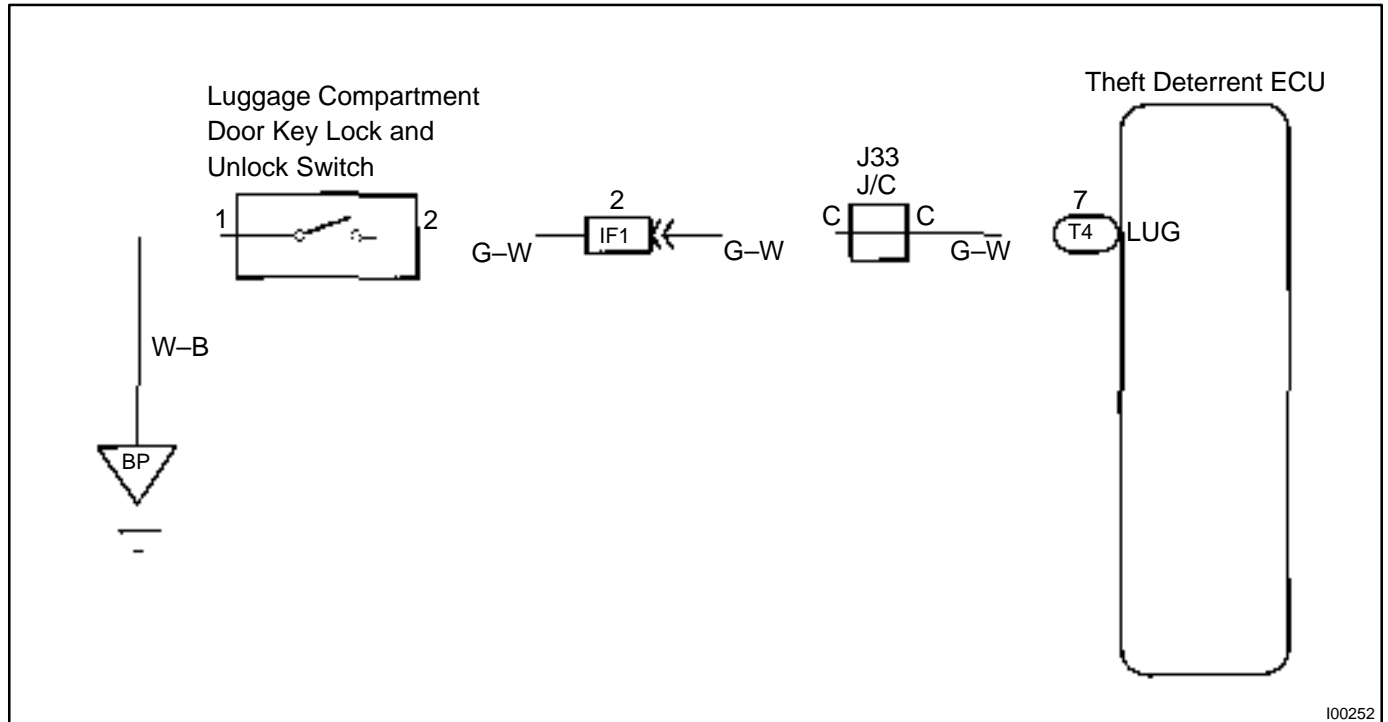 Theft Deterrent ECU
Luggage Compartment
Door Key Lock and
Unlock Switch
J33
J/C
1
2
2
IF1
C
C
7
T4
LUG
G–W
G–W
G–W
W–B
BP
I00252